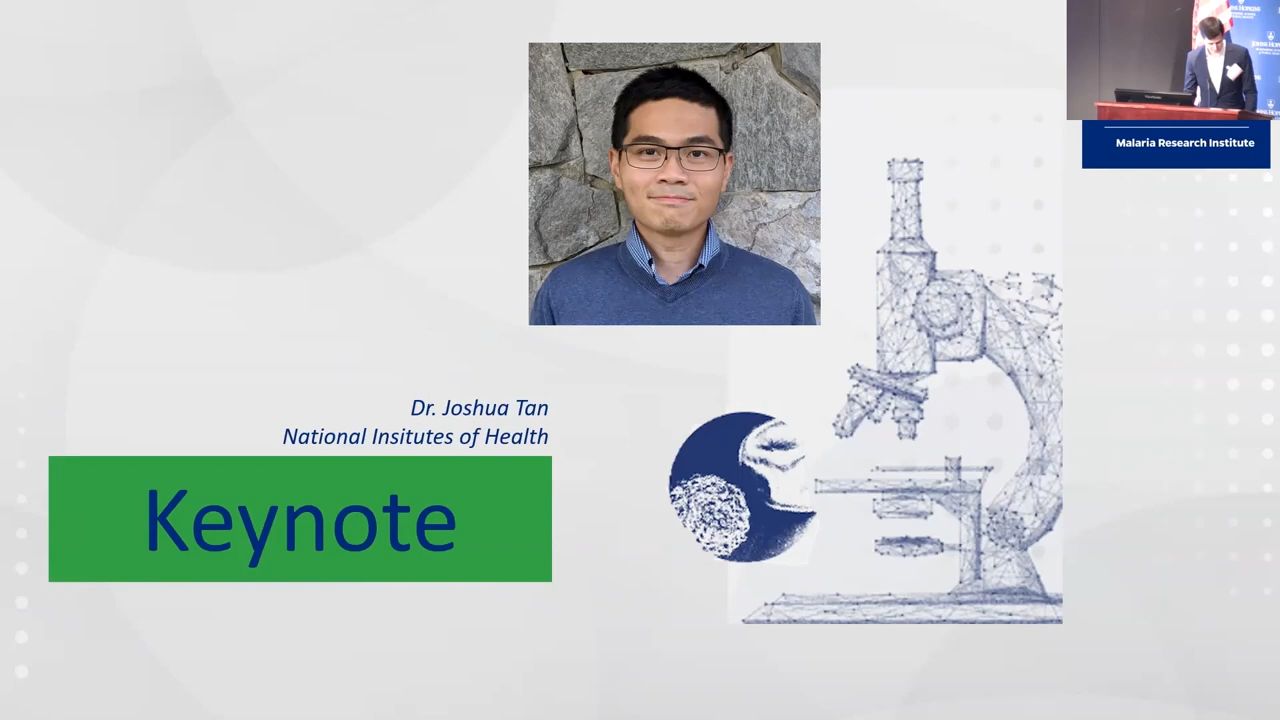 Dr. Joshua Tan
National Insitutes of Health
Keynote
Malaria Research Institute